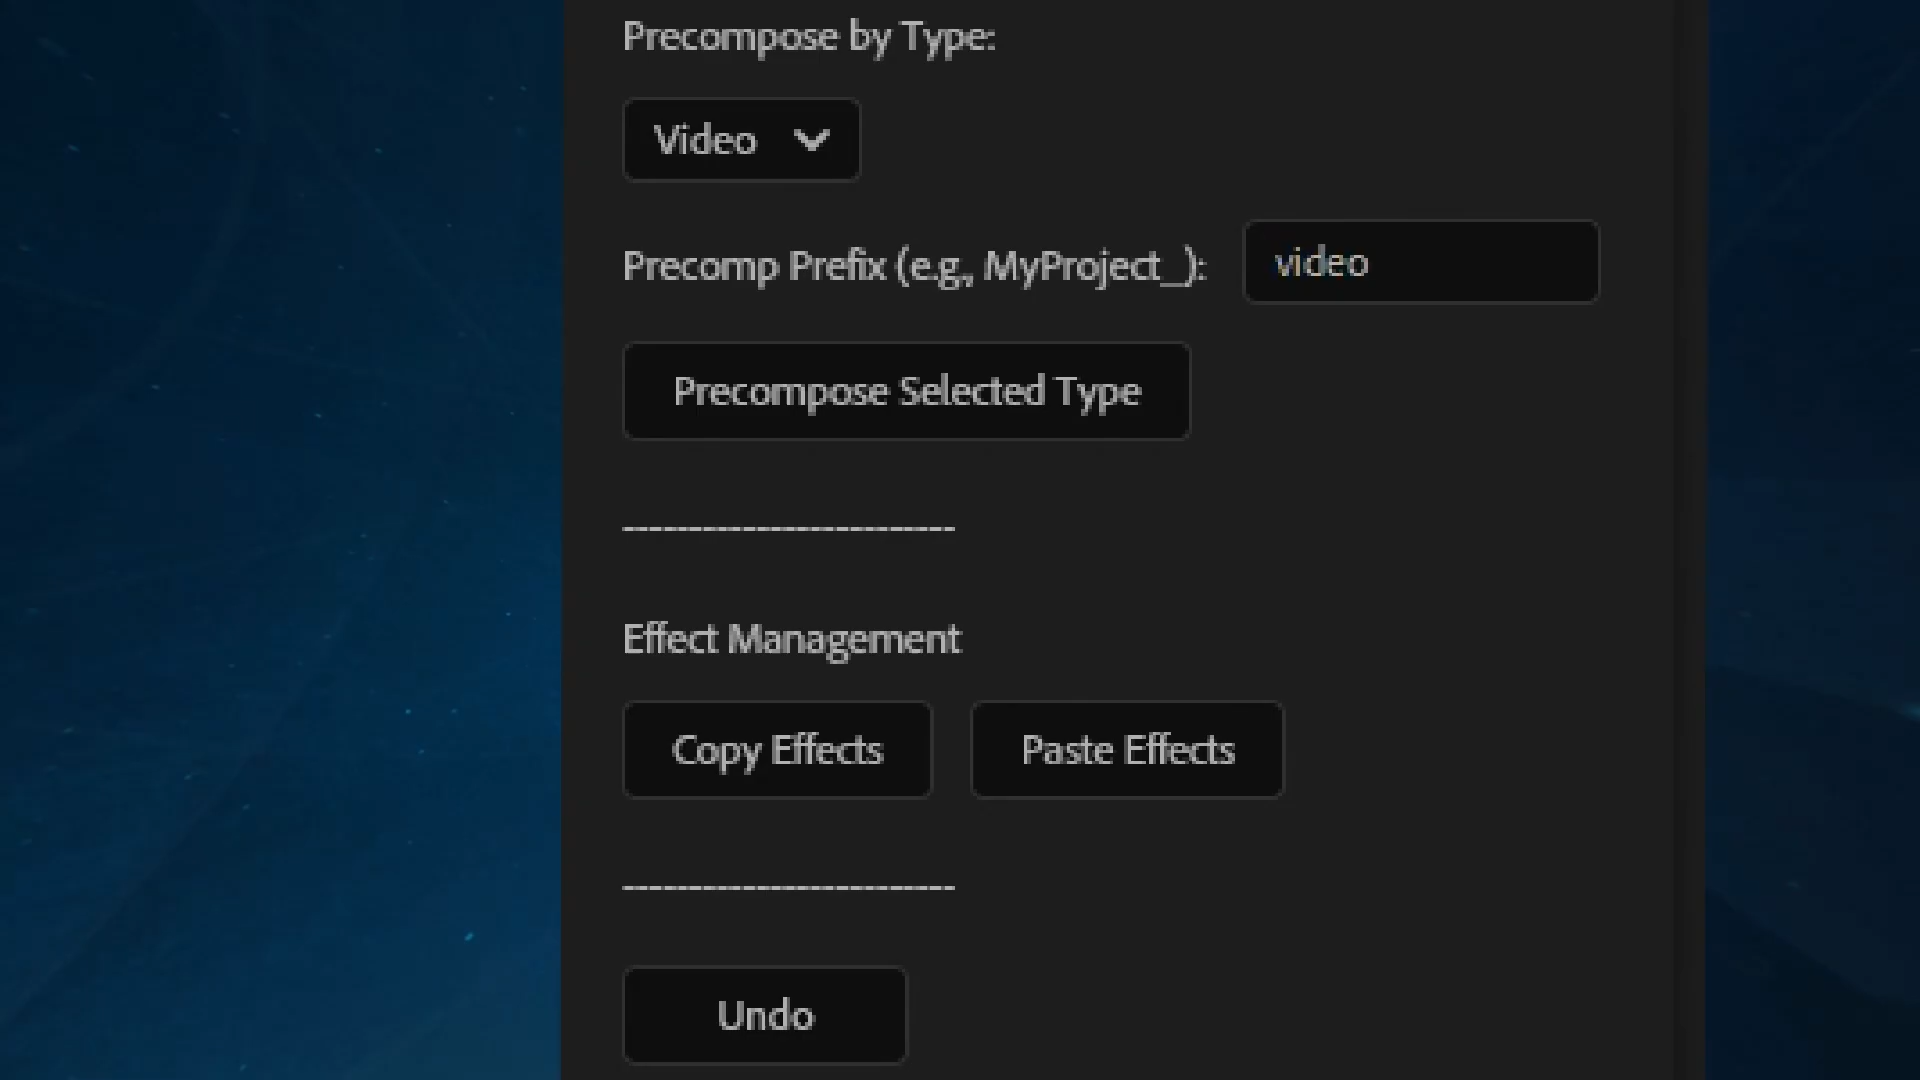 Precompose by Type:
Video
Precomp Prefix (e.g., MyProject_): video
Precompose Selected Type
------------------------------
Effect Management
Copy Effects Paste Effects
------------------------------
Undo